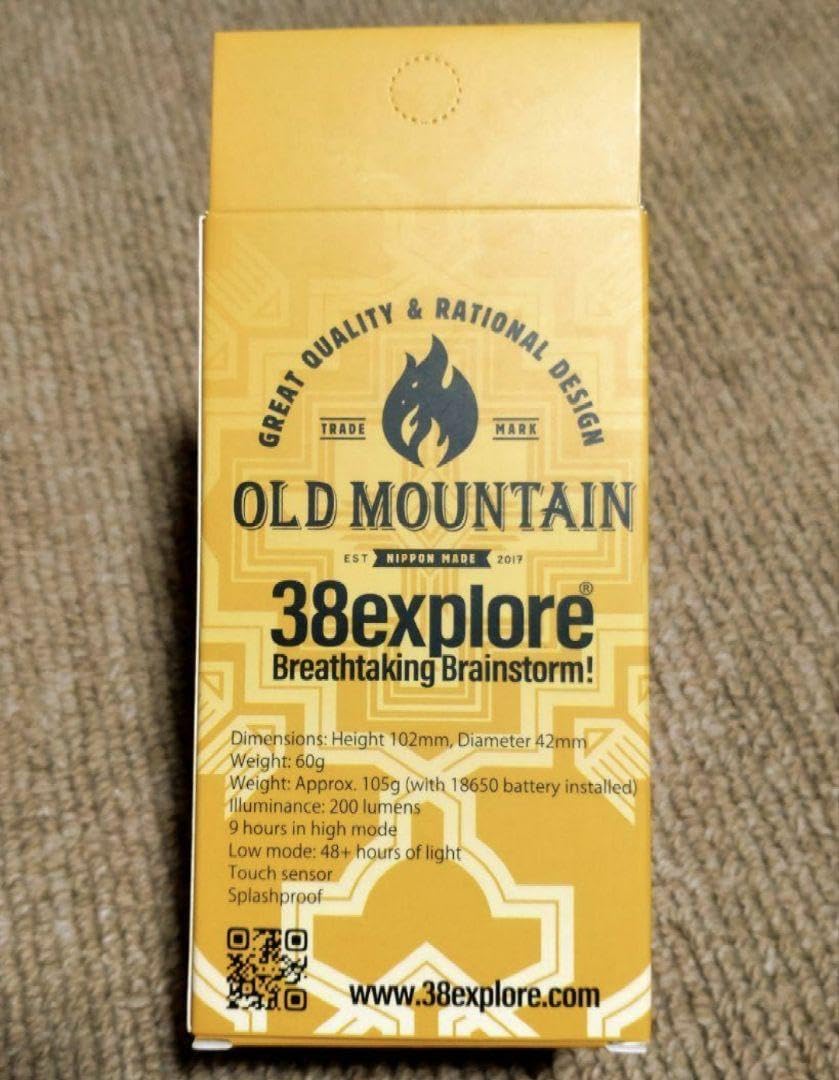 GREAT QUALITY & RATIONAL DESIGN
TRADE MARK
OLD MOUNTAIN
EST NIPPON MADE 2017
38explore®
Breathtaking Brainstorm!
Dimensions: Height 102mm, Diameter 42mm
Weight: 60g
Weight: Approx. 105g (with 18650 battery installed)
Illuminance: 200 lumens
9 hours in high mode
Low mode: 48+ hours of light
Touch sensor
Splashproof
www.38explore.com